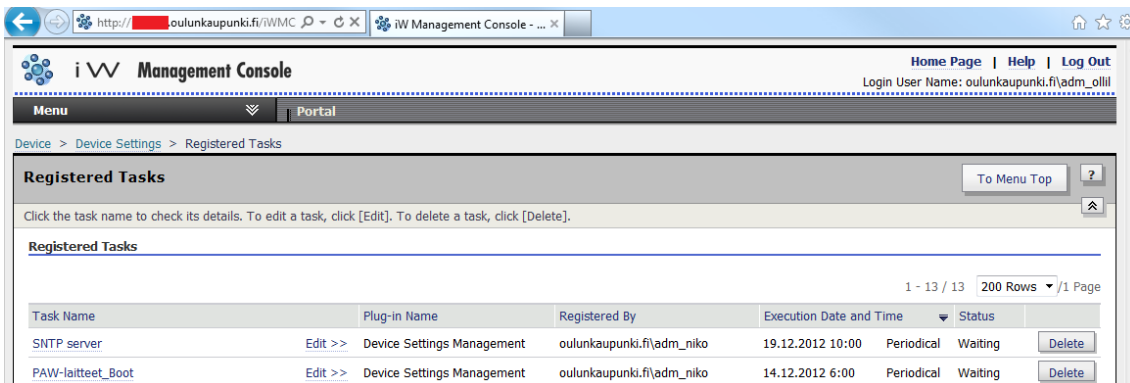 http:// .oulunkaupunki.fi/iWMC iW Management Console - ... ×
iW Management Console
Home Page | Help | Log Out
Login User Name: oulunkaupunki.fi\adm_ollil
Menu Portal
Device > Device Settings > Registered Tasks
Registered Tasks To Menu Top ?
Click the task name to check its details. To edit a task, click [Edit]. To delete a task, click [Delete].
Registered Tasks
1 - 13 / 13 200 Rows /1 Page
Task Name Plug-in Name Registered By Execution Date and Time Status
SNTP server Edit >> Device Settings Management oulunkaupunki.fi\adm_niko 19.12.2012 10:00 Periodical Waiting Delete
PAW-laitteet_Boot Edit >> Device Settings Management oulunkaupunki.fi\adm_niko 14.12.2012 6:00 Periodical Waiting Delete